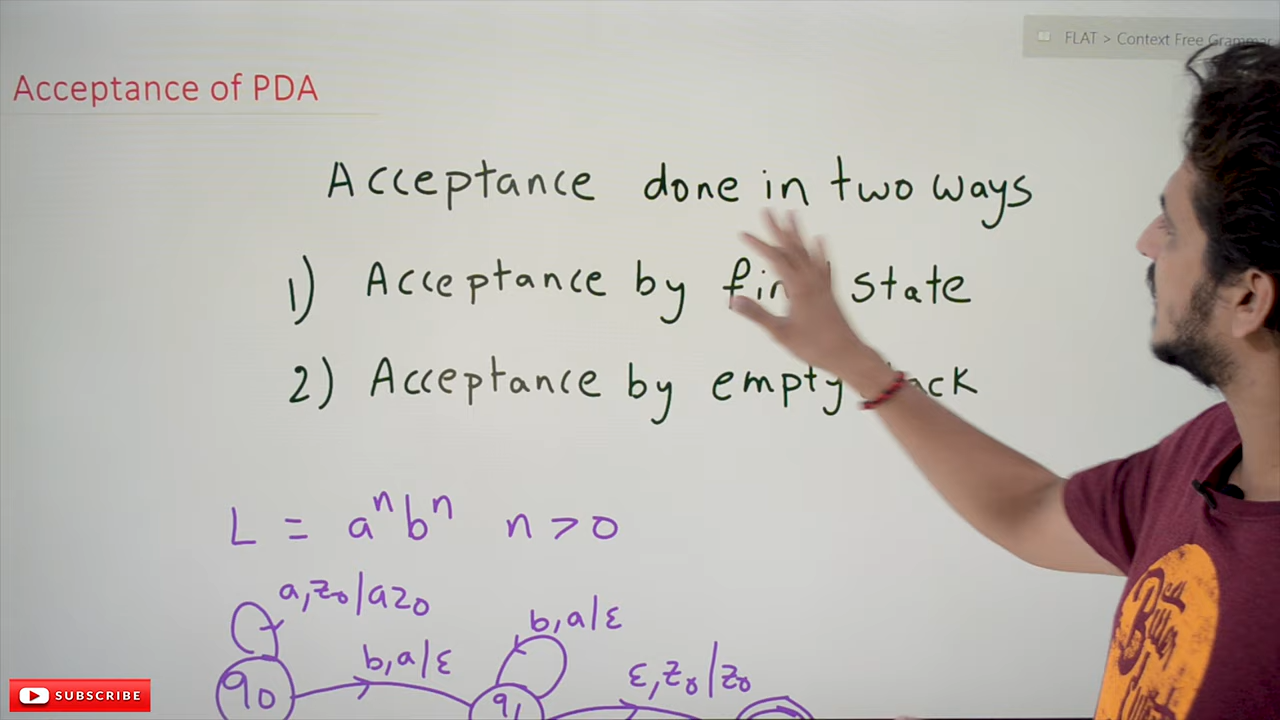 FLAT > Context Free Grammar
Acceptance of PDA
Acceptance done in two ways
1) Acceptance by state
2) Acceptance by empty
L = aⁿbⁿ n > 0
a,z₀|az₀
b,a|ε
b,a|ε
ε,z₀|z₀
q₀
q₁
SUBSCRIBE